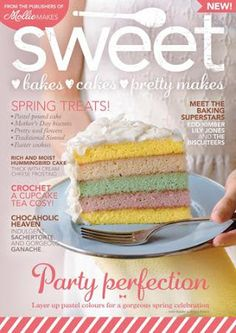 FROM THE PUBLISHERS OF
Mollie MAKES
NEW!
sweet
bakes ♥ cakes ♥ pretty makes
SPRING TREATS!
• Pastel pound cake
• Mother's Day biscuits
• Pretty iced flowers
• Traditional Simnel
• Easter cookies
RICH AND MOIST
HUMMINGBIRD CAKE
THICK WITH CREAM
CHEESE FROSTING
CROCHET
A CUPCAKE
TEA COSY!
CHOCAHOLIC
HEAVEN
INDULGENT
SACHERTORTE
AND GORGEOUS
GANACHE
MEET THE
BAKING
SUPERSTARS
EDD KIMBER
LILY JONES
AND THE
BISCUITEERS
Party perfection
Layer up pastel colours for a gorgeous spring celebration